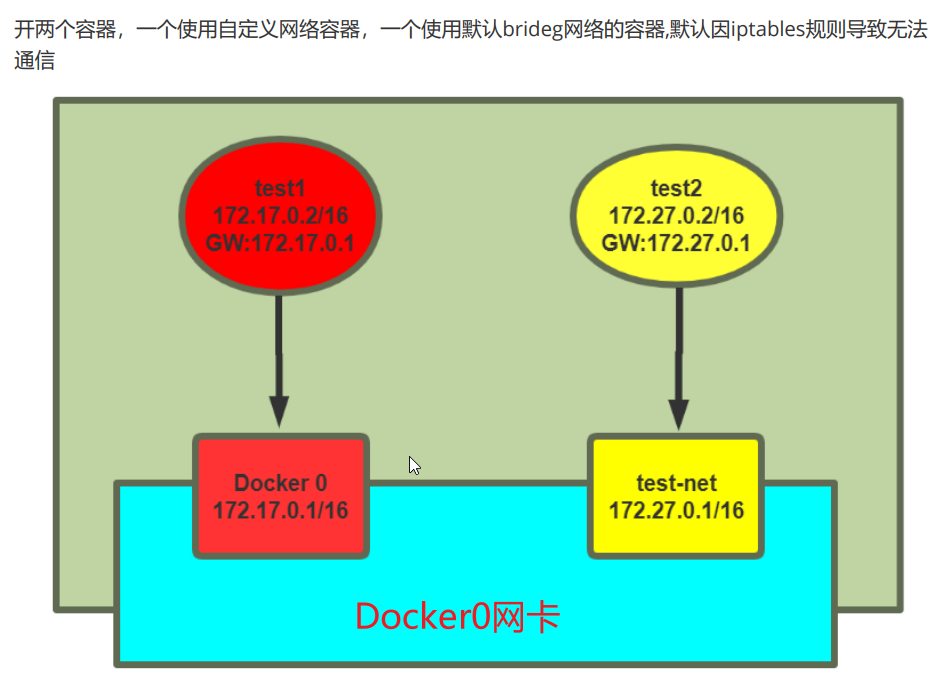 开两个容器，一个使用自定义网络容器，一个使用默认brideg网络的容器,默认因iptables规则导致无法
通信
test1
172.17.0.2/16
GW:172.17.0.1
test2
172.27.0.2/16
GW:172.27.0.1
Docker 0
172.17.0.1/16
test-net
172.27.0.1/16
Docker0网卡